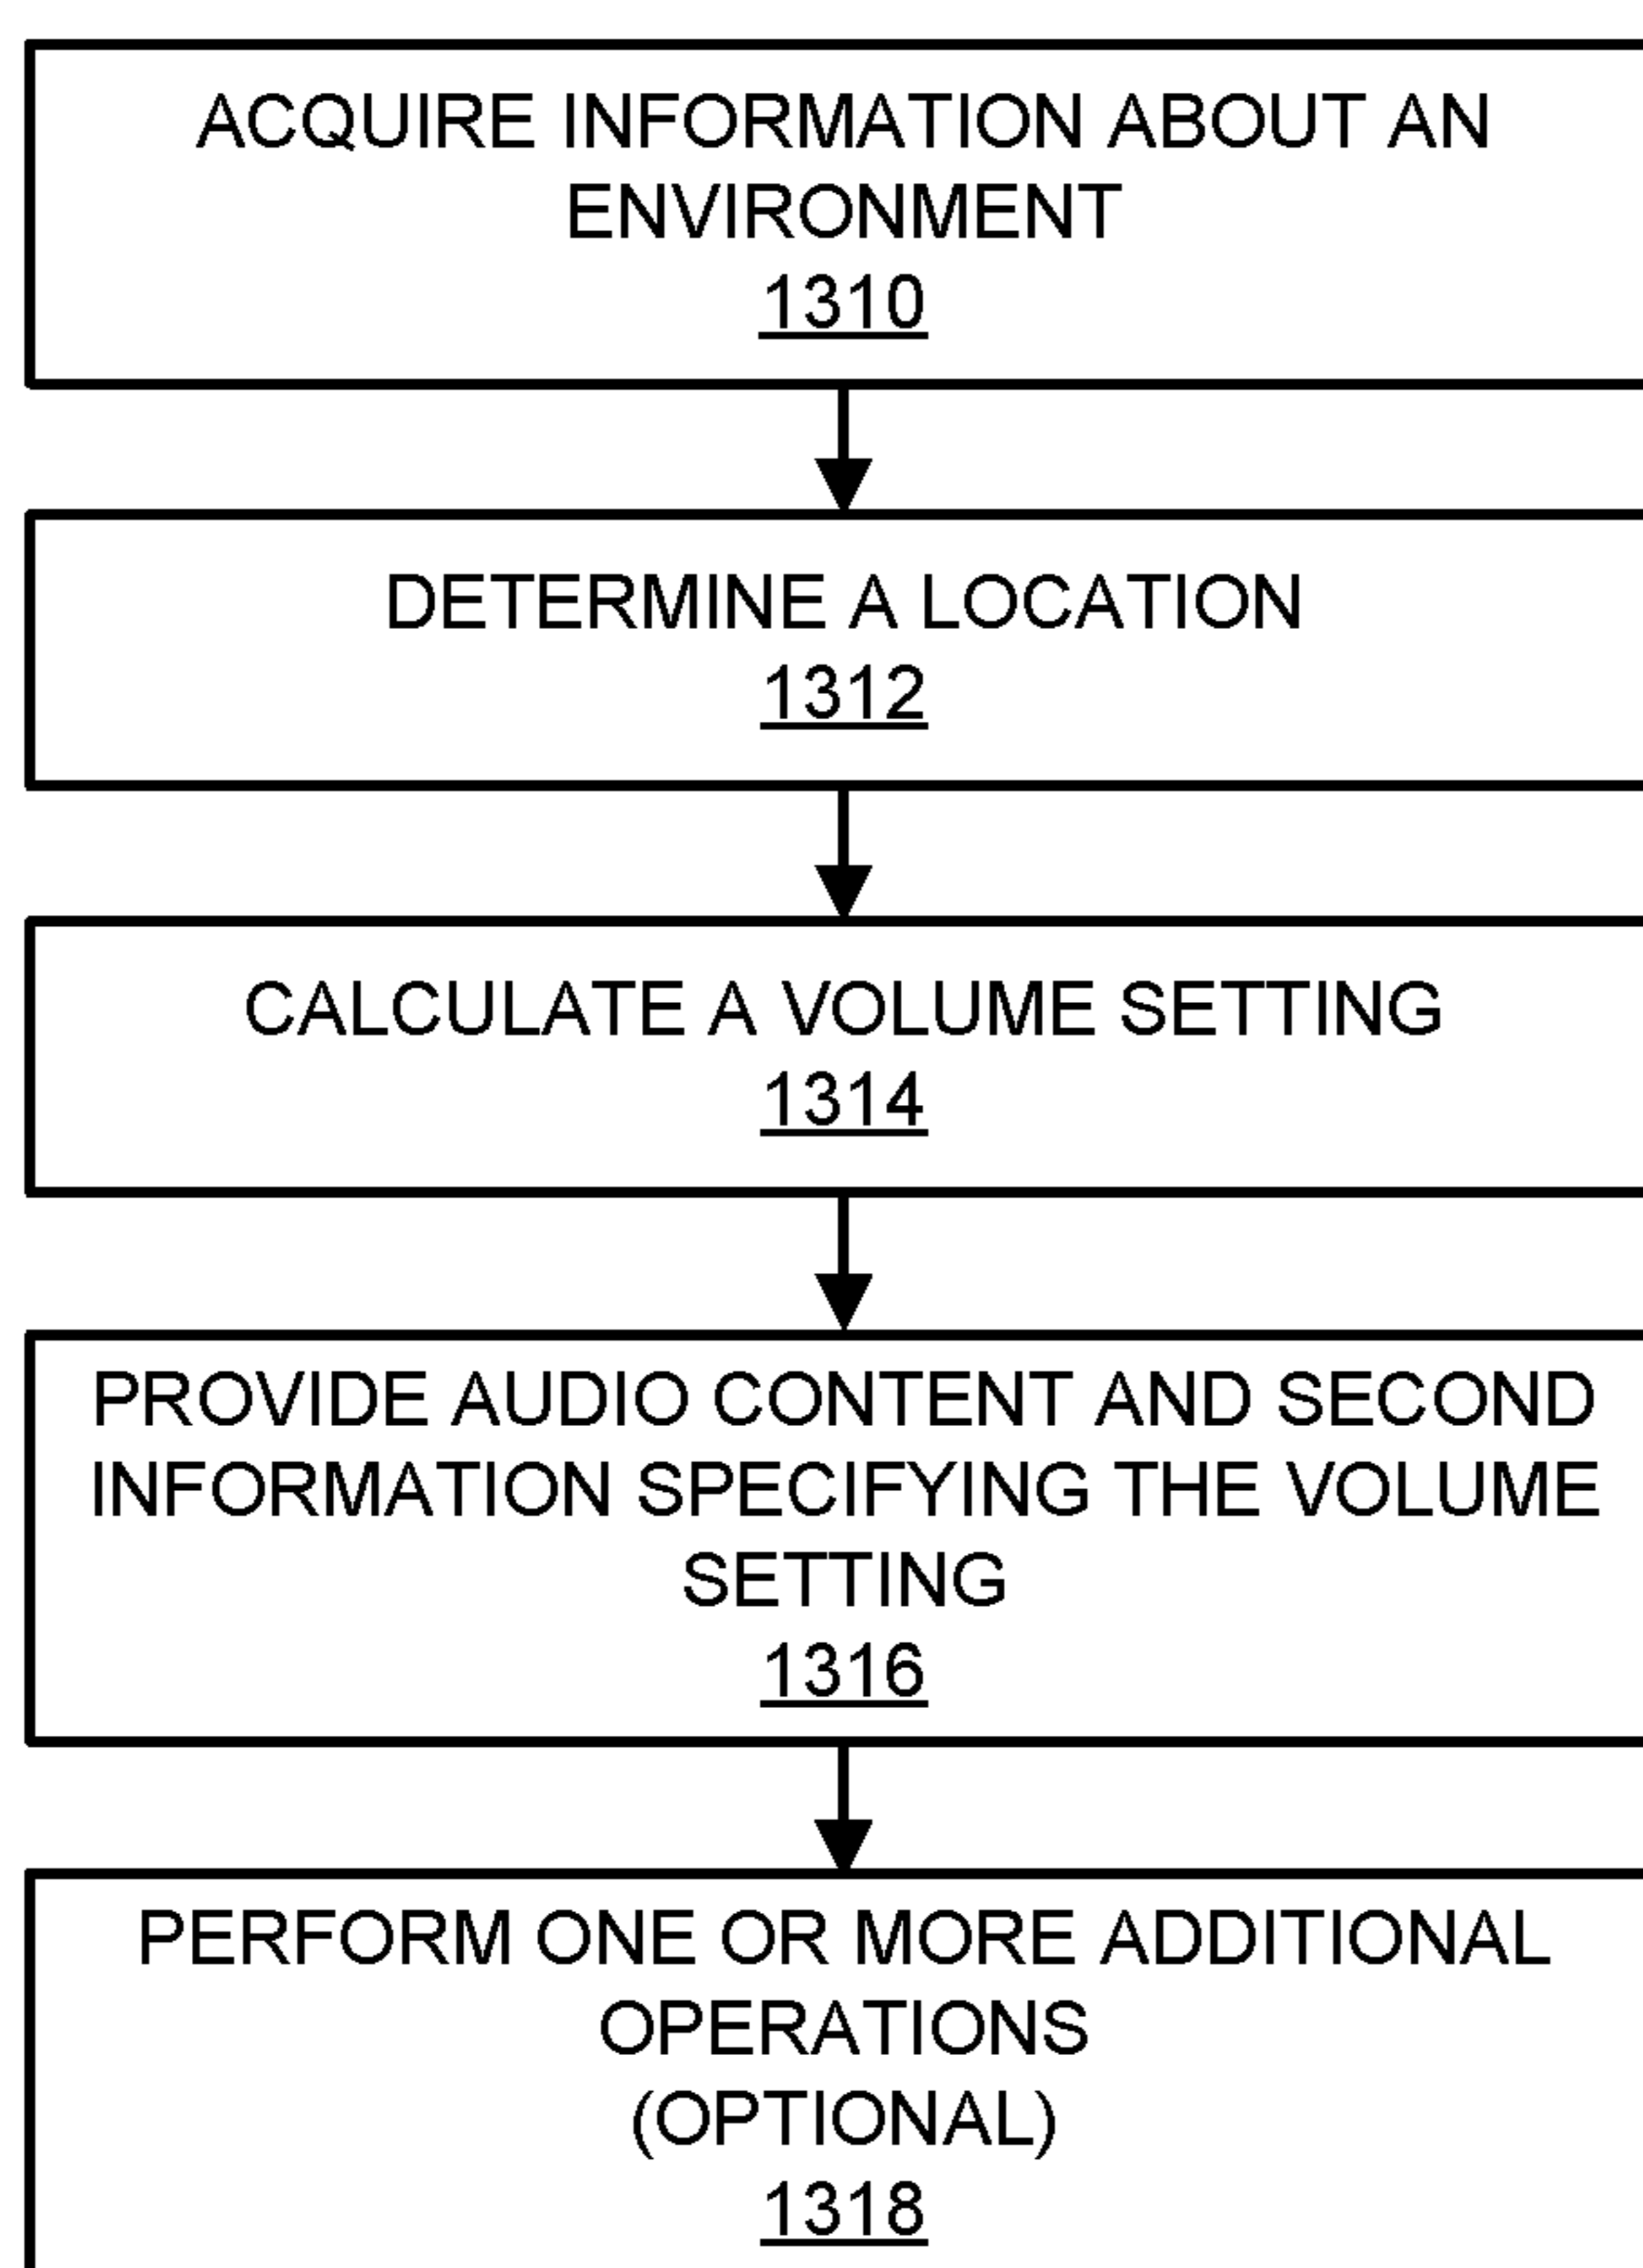 ACQUIRE INFORMATION ABOUT AN
ENVIRONMENT
1310
DETERMINE A LOCATION
1312
CALCULATE A VOLUME SETTING
1314
PROVIDE AUDIO CONTENT AND SECOND
INFORMATION SPECIFYING THE VOLUME
SETTING
1316
PERFORM ONE OR MORE ADDITIONAL
OPERATIONS
(OPTIONAL)
1318